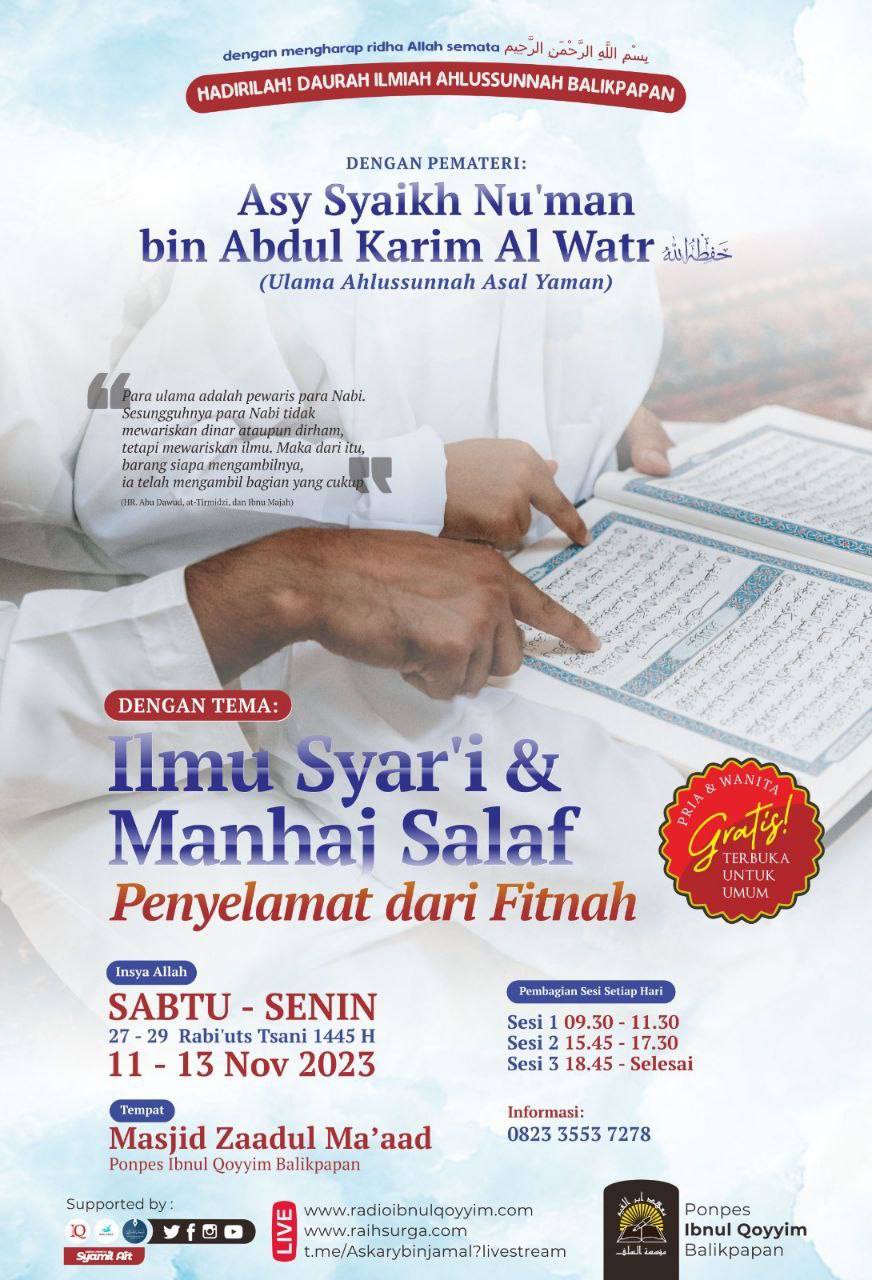 dengan mengharap ridha Allah semata بِسْمِ اللَّهِ الرَّحْمَنِ الرَّحِيمِ
HADIRILAH! DAURAH ILMIAH AHLUSSUNNAH BALIKPAPAN
DENGAN PEMATERI:
Asy Syaikh Nu'man
bin Abdul Karim Al Watr حَفِظَهُ اللهُ
(Ulama Ahlussunnah Asal Yaman)
“Para ulama adalah pewaris para Nabi.
Sesungguhnya para Nabi tidak
mewariskan dinar ataupun dirham,
tetapi mewariskan ilmu. Maka dari itu,
barang siapa mengambilnya,
ia telah mengambil bagian yang cukup”
(HR. Abu Dawud, at-Tirmidzi, dan Ibnu Majah)
DENGAN TEMA:
Ilmu Syar'i &
Manhaj Salaf
Penyelamat dari Fitnah
PRIA & WANITA
Gratis!
TERBUKA
UNTUK
UMUM
Insya Allah
SABTU - SENIN
27 - 29 Rabi'uts Tsani 1445 H
11 - 13 Nov 2023
Pembagian Sesi Setiap Hari
Sesi 1 09.30 - 11.30
Sesi 2 15.45 - 17.30
Sesi 3 18.45 - Selesai
Tempat
Masjid Zaadul Ma’aad
Ponpes Ibnul Qoyyim Balikpapan
Informasi:
0823 3553 7278
Supported by :
IQ
Syamil Art
LIVE
www.radioibnulqoyyim.com
www.raihsurga.com
t.me/Askarybinjamal?livestream
Ponpes
Ibnul Qoyyim
Balikpapan